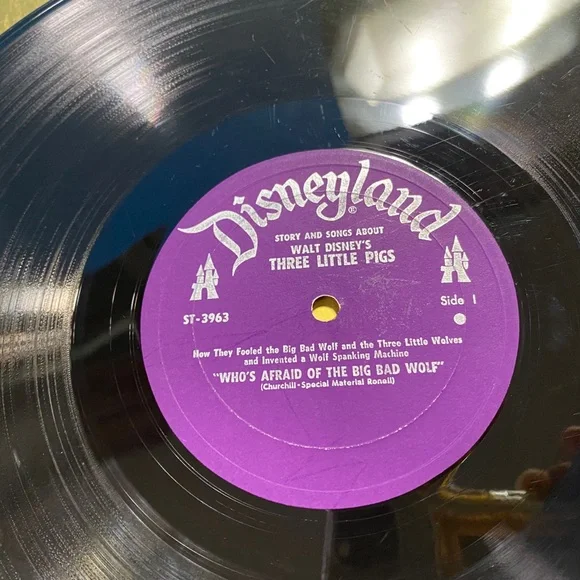 Disneyland®
STORY AND SONGS ABOUT
WALT DISNEY'S
THREE LITTLE PIGS
ST-3963
Side 1
How They Fooled the Big Bad Wolf and the Three Little Wolves
and Invented a Wolf Spanking Machine
"WHO'S AFRAID OF THE BIG BAD WOLF"
(Churchill-Special Material Ronell)